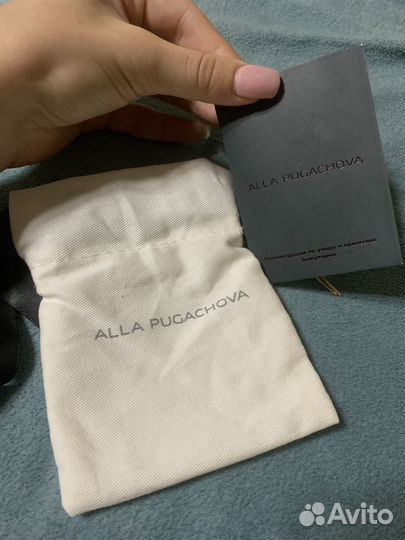 ALLA PUGACHOVA
Рекомендации по уходу и хранению
бижутерии
ALLA PUGACHOVA
Avito